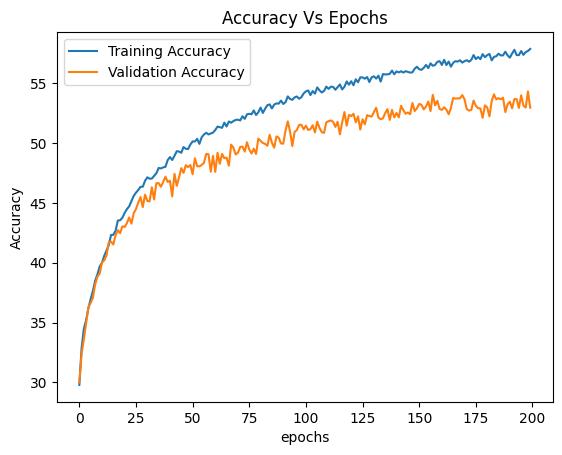 Accuracy Vs Epochs
Training Accuracy
Validation Accuracy
55
50
45
40
35
30
Accuracy
0 25 50 75 100 125 150 175 200
epochs